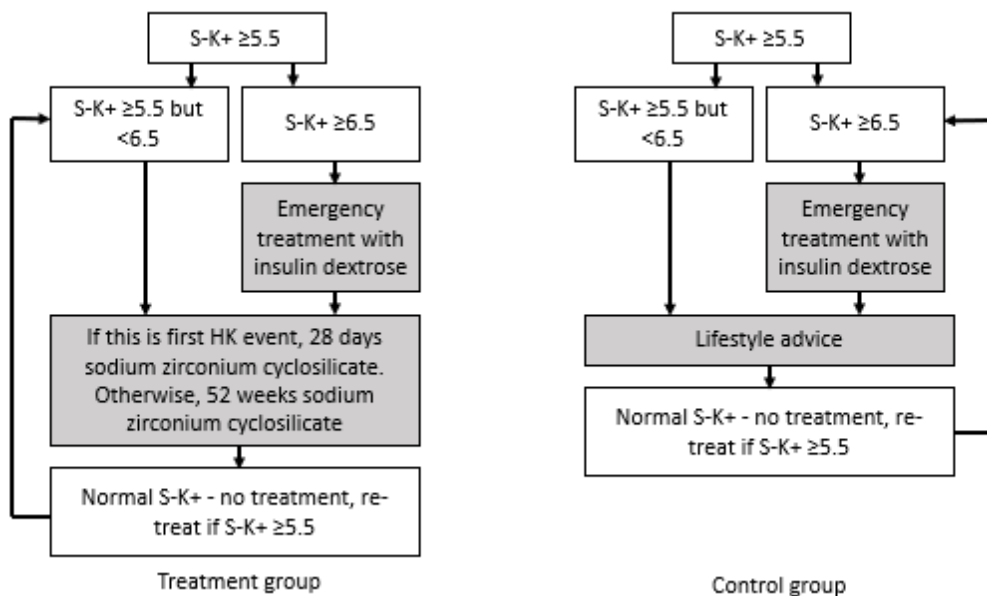 S-K+ ≥5.5
S-K+ ≥5.5 but
<6.5
S-K+ ≥6.5
Emergency
treatment with
insulin dextrose
If this is first HK event, 28 days
sodium zirconium cyclosilicate.
Otherwise, 52 weeks sodium
zirconium cyclosilicate
Normal S-K+ - no treatment, re-
treat if S-K+ ≥5.5
Treatment group
S-K+ ≥5.5
S-K+ ≥5.5 but
<6.5
S-K+ ≥6.5
Emergency
treatment with
insulin dextrose
Lifestyle advice
Normal S-K+ - no treatment, re-
treat if S-K+ ≥5.5
Control group